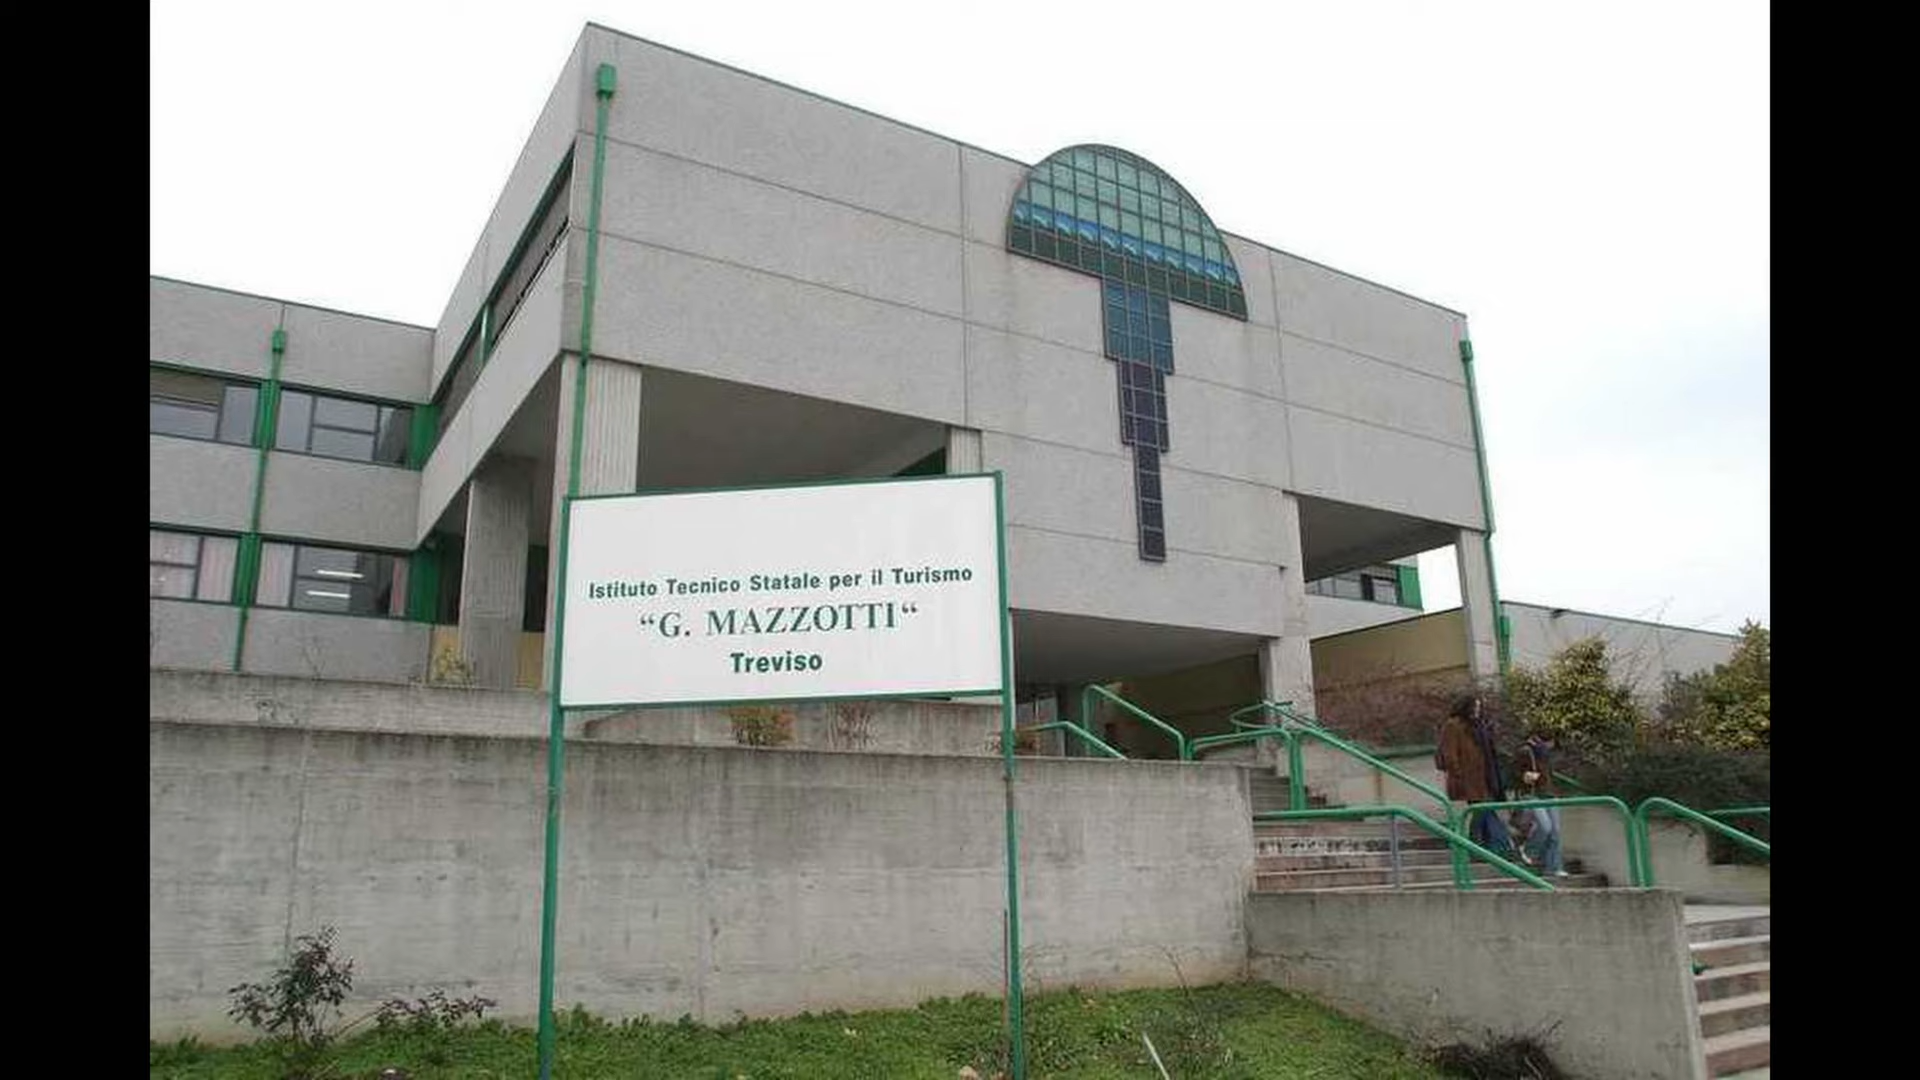 Istituto Tecnico Statale per il Turismo
“G. MAZZOTTI“
Treviso